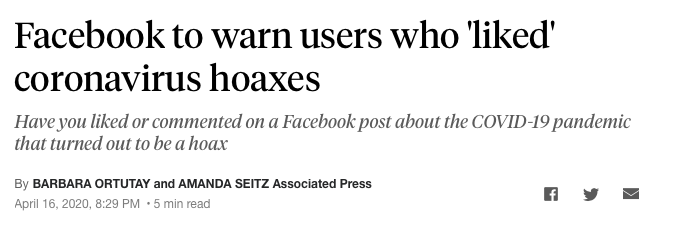 Facebook to warn users who 'liked'
coronavirus hoaxes
Have you liked or commented on a Facebook post about the COVID-19 pandemic
that turned out to be a hoax
By BARBARA ORTUTAY and AMANDA SEITZ Associated Press
April 16, 2020, 8:29 PM • 5 min read